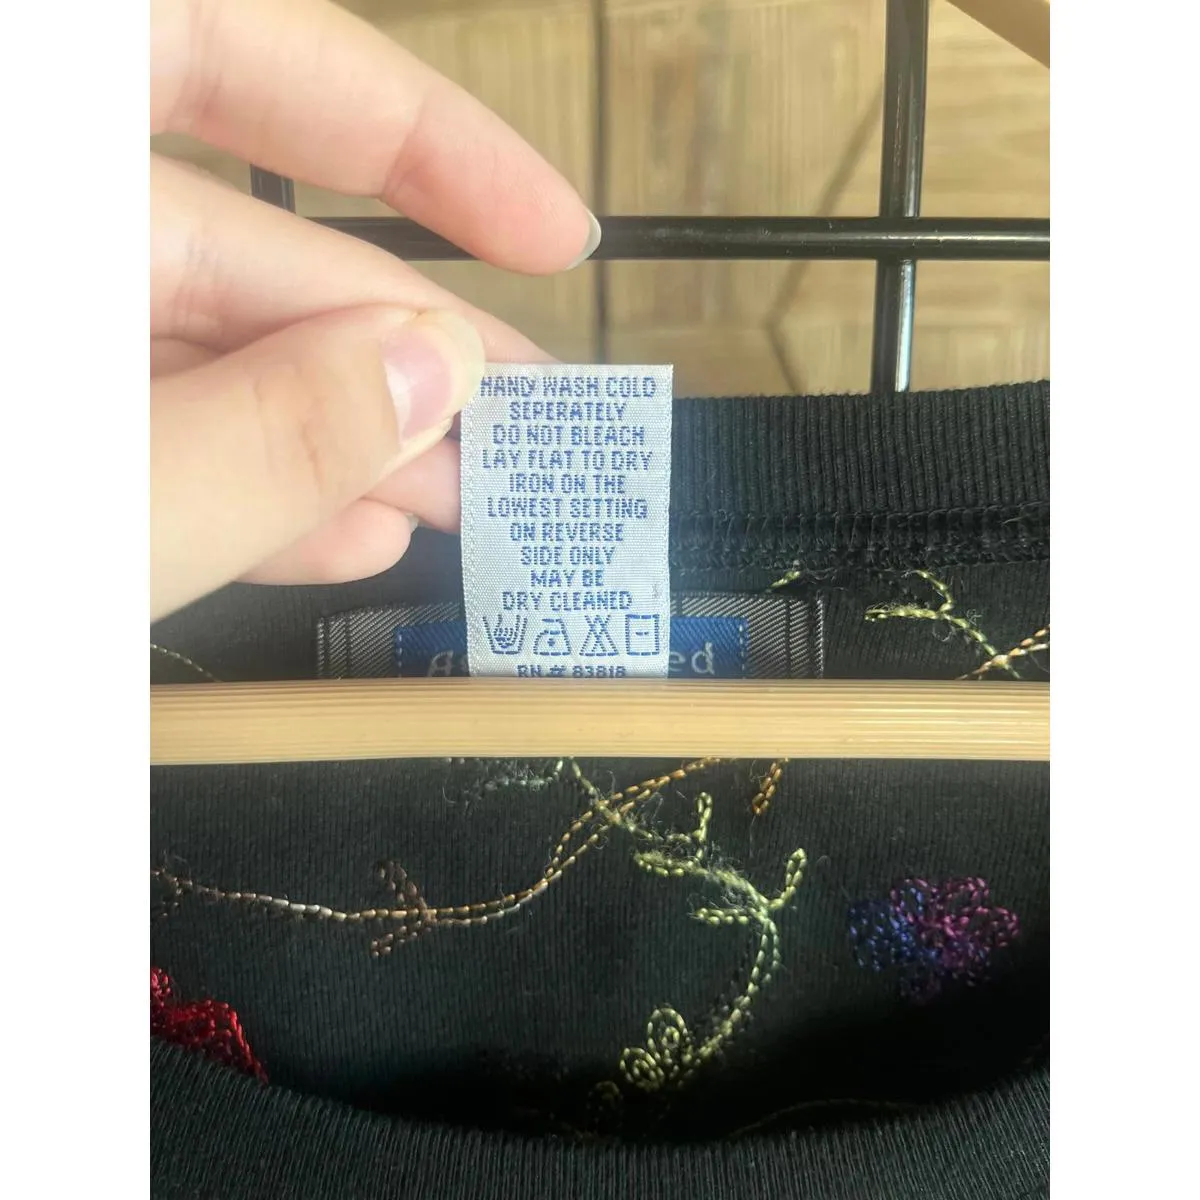 HAND WASH COLD
SEPERATELY
DO NOT BLEACH
LAY FLAT TO DRY
IRON ON THE
LOWEST SETTING
ON REVERSE
SIDE ONLY
MAY BE
DRY CLEANED
RN # 83818